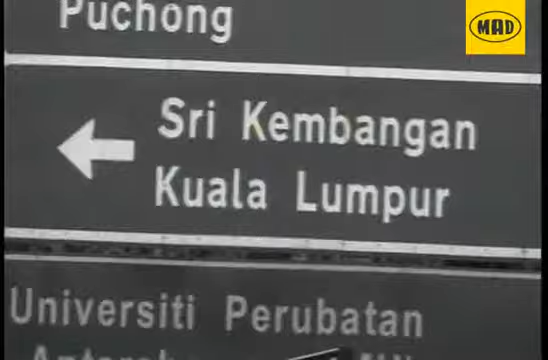 Puchong
MAD
Sri Kembangan
Kuala Lumpur
Universiti Perubatan